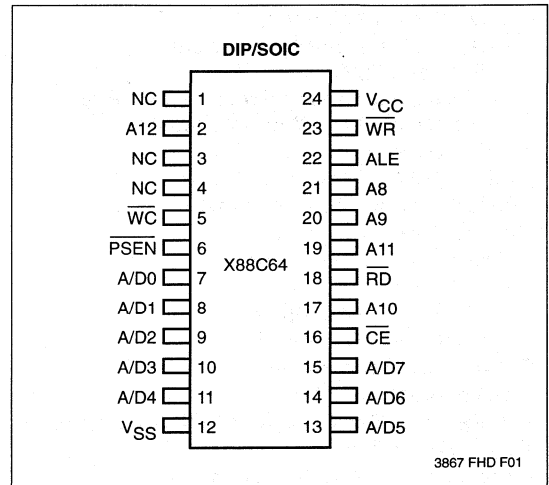 DIP/SOIC
NC 1 24 VCC
A12 2 23 WR
NC 3 22 ALE
NC 4 21 A8
WC 5 20 A9
PSEN 6 19 A11
X88C64
A/D0 7 18 RD
A/D1 8 17 A10
A/D2 9 16 CE
A/D3 10 15 A/D7
A/D4 11 14 A/D6
VSS 12 13 A/D5
3867 FHD F01